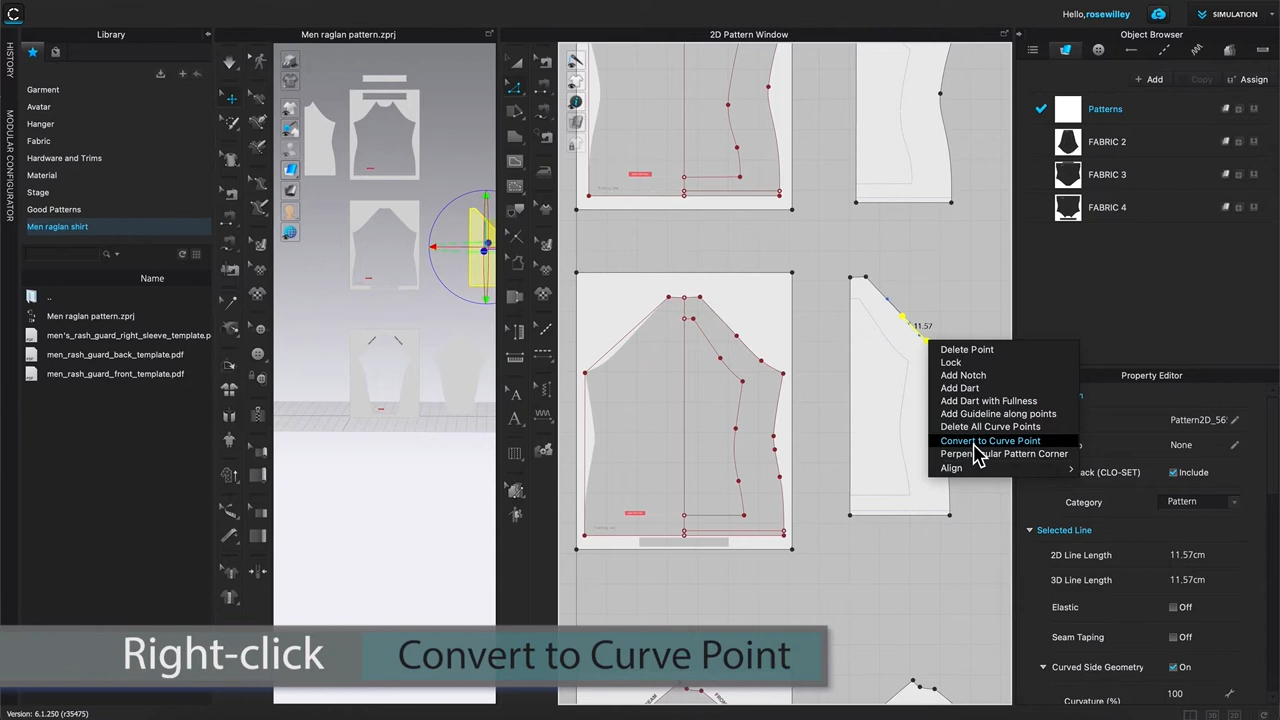 Hello,rosewilley
SIMULATION
HISTORY
MODULAR CONFIGURATOR
Library
Garment
Avatar
Hanger
Fabric
Hardware and Trims
Material
Stage
Good Patterns
Men raglan shirt
Name
..
Men raglan pattern.zprj
men's_rash_guard_right_sleeve_template.p
men_rash_guard_back_template.pdf
men_rash_guard_front_template.pdf
Men raglan pattern.zprj
2D Pattern Window
11.57
Delete Point
Lock
Add Notch
Add Dart
Add Dart with Fullness
Add Guideline along points
Delete All Curve Points
Convert to Curve Point
Perpendicular Pattern Corner
Align
Object Browser
Add
Copy
Assign
Patterns
FABRIC 2
FABRIC 3
FABRIC 4
Property Editor
Pattern2D_56
None
(CLO-SET)
Include
Category
Pattern
Selected Line
2D Line Length
11.57cm
3D Line Length
11.57cm
Elastic
Off
Seam Taping
Off
Curved Side Geometry
On
Curvature (%)
100
Right-click
Convert to Curve Point
Version: 6.1.250 (r35475)
2D
3D